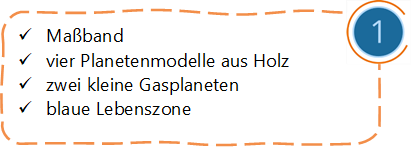 1
✓ Maßband
✓ vier Planetenmodelle aus Holz
✓ zwei kleine Gasplaneten
✓ blaue Lebenszone